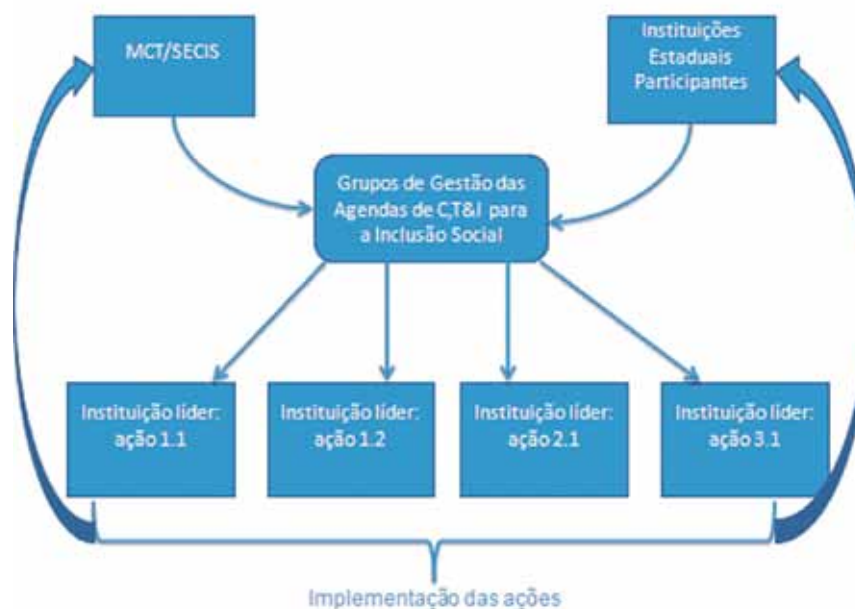 MCT/SECIS
Instituições
Estaduais
Participantes
Grupos de Gestão das
Agendas de C,T&I para
a Inclusão Social
Instituição líder:
ação 1.1
Instituição líder:
ação 1.2
Instituição líder:
ação 2.1
Instituição líder:
ação 3.1
Implementação das ações